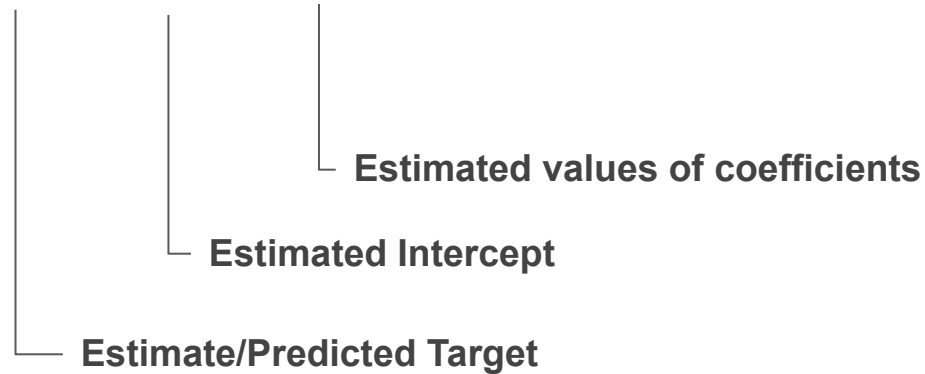 Estimated values of coefficients
Estimated Intercept
Estimate/Predicted Target